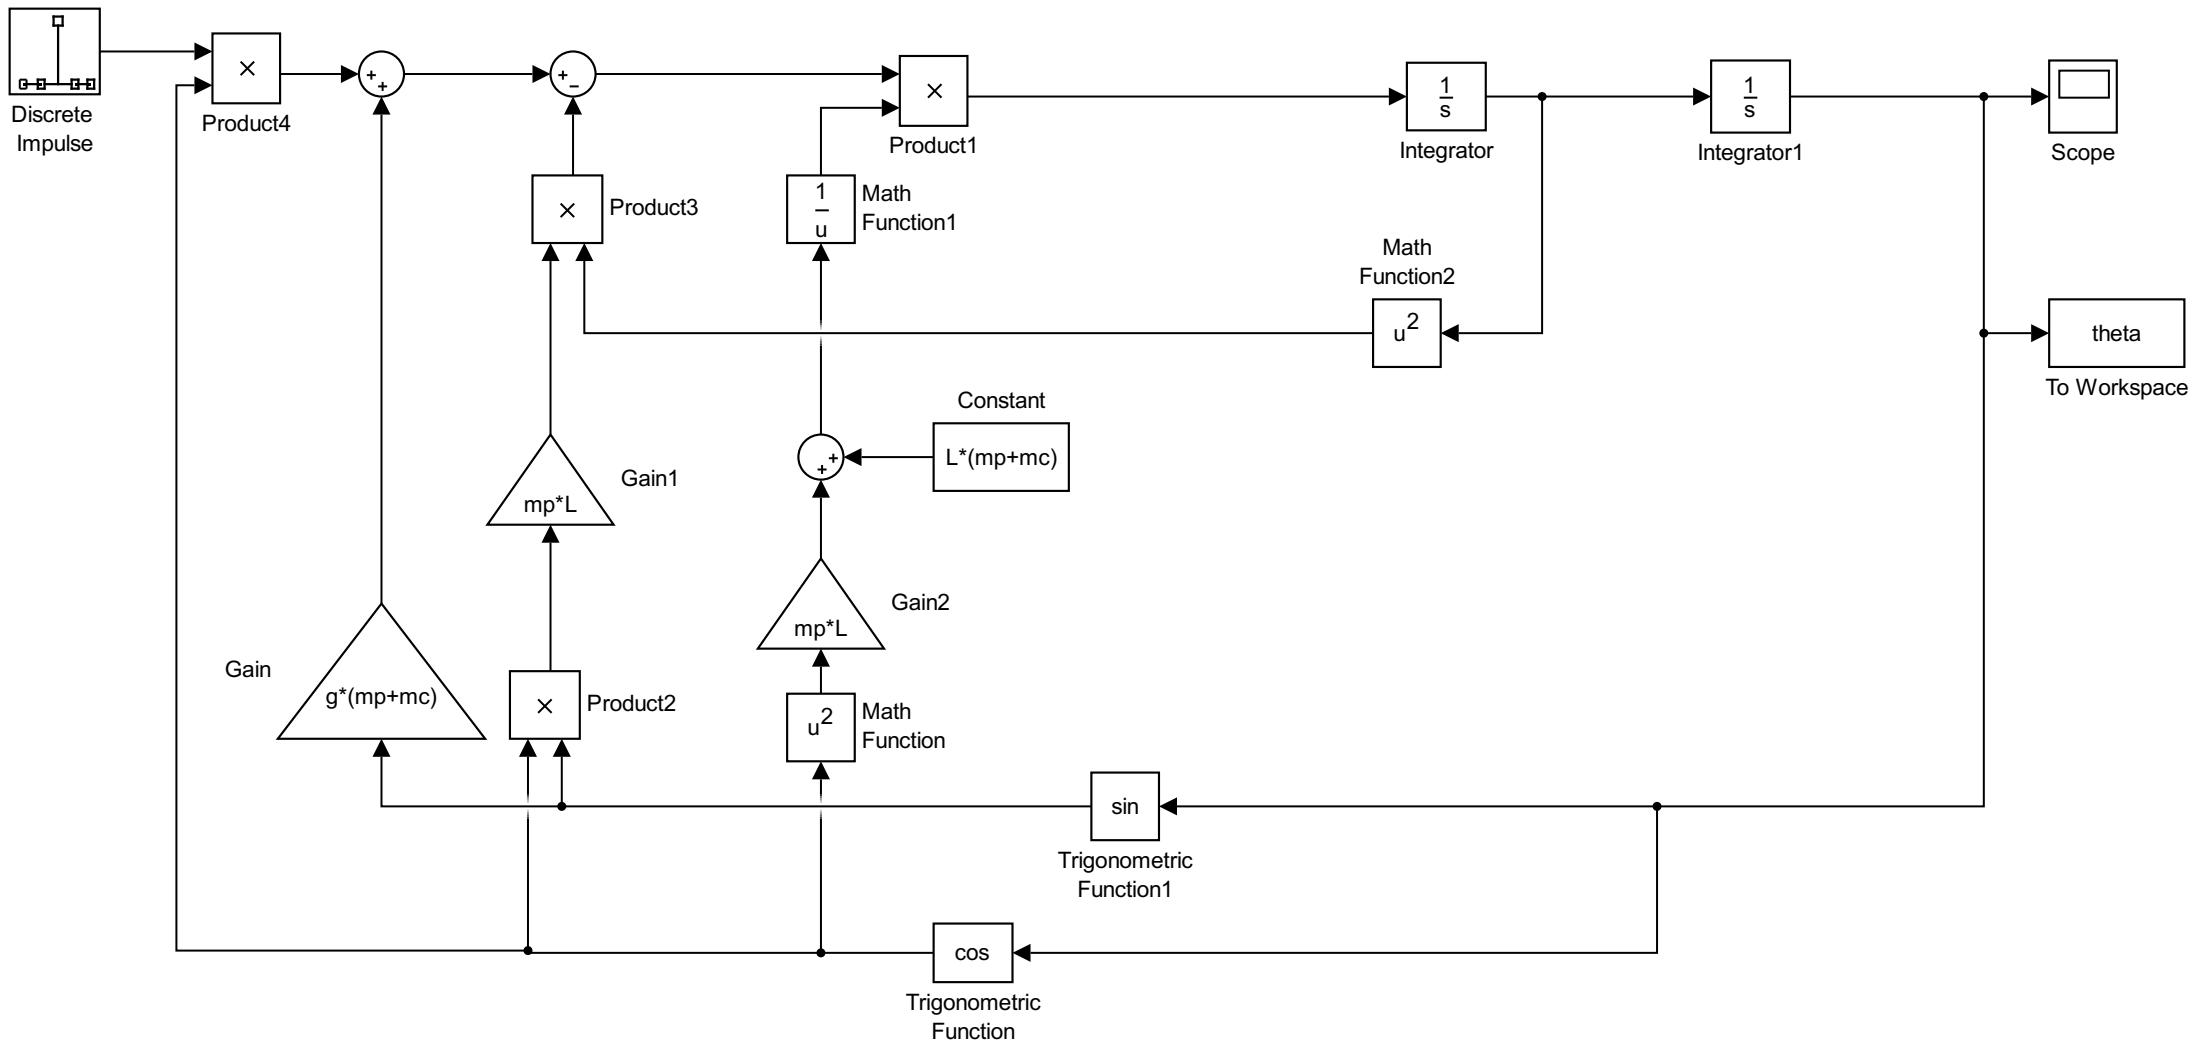 Discrete
Impulse
×
Product4
+
+
+
−
×
Product1
1
s
Integrator
1
s
Integrator1
Scope
×
Product3
1
u
Math
Function1
Math
Function2
u²
theta
To Workspace
Constant
L*(mp+mc)
+
+
mp*L
Gain1
mp*L
Gain2
Gain
g*(mp+mc)
×
Product2
u²
Math
Function
sin
Trigonometric
Function1
cos
Trigonometric
Function